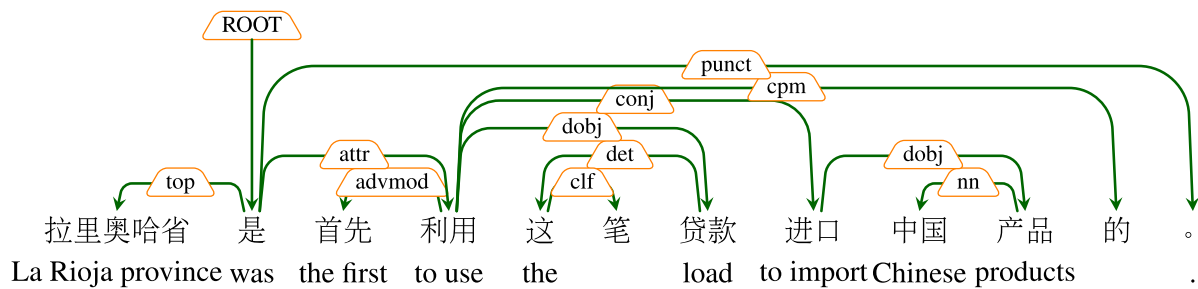 ROOT
punct
cpm
conj
dobj
attr det dobj
top advmod clf nn
拉里奥哈省 是 首先 利用 这 笔 贷款 进口 中国 产品 的 。
La Rioja province was the first to use the load to import Chinese products .